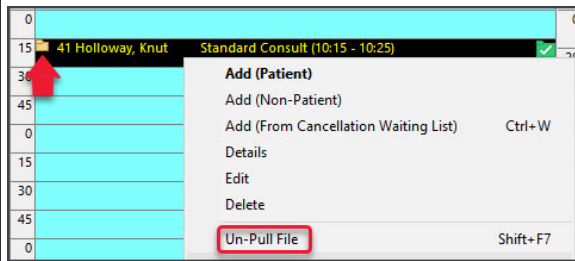 0
15 41 Holloway, Knut Standard Consult (10:15 - 10:25)
30 Add (Patient)
45 Add (Non-Patient)
0 Add (From Cancellation Waiting List) Ctrl+W
15 Details
30 Edit
45 Delete
0 Un-Pull File Shift+F7